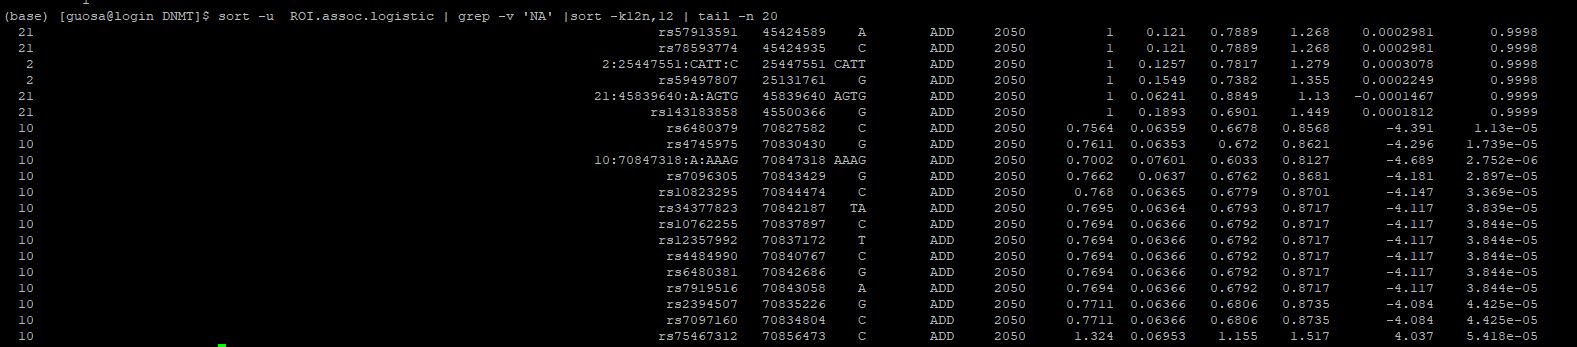 (base) [guosa@login DNMT]$ sort -u  ROI.assoc.logistic | grep -v 'NA' |sort -k12n,12 | tail -n 20
21 rs57913591 45424589 A ADD 2050 1 0.121 0.7889 1.268 0.0002981 0.9998
21 rs78593774 45424935 C ADD 2050 1 0.121 0.7889 1.268 0.0002981 0.9998
2 2:25447551:CATT:C 25447551 CATT ADD 2050 1 0.1257 0.7817 1.279 0.0003078 0.9998
2 rs59497807 25131761 G ADD 2050 1 0.1549 0.7382 1.355 0.0002249 0.9998
21 21:45839640:A:AGTG 45839640 AGTG ADD 2050 1 0.06241 0.8849 1.13 -0.0001467 0.9999
21 rs143183858 45500366 G ADD 2050 1 0.1893 0.6901 1.449 0.0001812 0.9999
10 rs6480379 70827582 C ADD 2050 0.7564 0.06359 0.6678 0.8568 -4.391 1.13e-05
10 rs4745975 70830430 G ADD 2050 0.7611 0.06353 0.672 0.8621 -4.296 1.739e-05
10 10:70847318:A:AAAG 70847318 AAAG ADD 2050 0.7002 0.07601 0.6033 0.8127 -4.689 2.752e-06
10 rs7096305 70843429 G ADD 2050 0.7662 0.0637 0.6762 0.8681 -4.181 2.897e-05
10 rs10823295 70844474 C ADD 2050 0.768 0.06365 0.6779 0.8701 -4.147 3.369e-05
10 rs34377823 70842187 TA ADD 2050 0.7695 0.06364 0.6793 0.8717 -4.117 3.839e-05
10 rs10762255 70837897 C ADD 2050 0.7694 0.06366 0.6792 0.8717 -4.117 3.844e-05
10 rs12357992 70837172 T ADD 2050 0.7694 0.06366 0.6792 0.8717 -4.117 3.844e-05
10 rs4484990 70840767 C ADD 2050 0.7694 0.06366 0.6792 0.8717 -4.117 3.844e-05
10 rs6480381 70842686 G ADD 2050 0.7694 0.06366 0.6792 0.8717 -4.117 3.844e-05
10 rs7919516 70843058 A ADD 2050 0.7694 0.06366 0.6792 0.8717 -4.117 3.844e-05
10 rs2394507 70835226 G ADD 2050 0.7711 0.06366 0.6806 0.8735 -4.084 4.425e-05
10 rs7097160 70834804 C ADD 2050 0.7711 0.06366 0.6806 0.8735 -4.084 4.425e-05
10 rs75467312 70856473 C ADD 2050 1.324 0.06953 1.155 1.517 4.037 5.418e-05